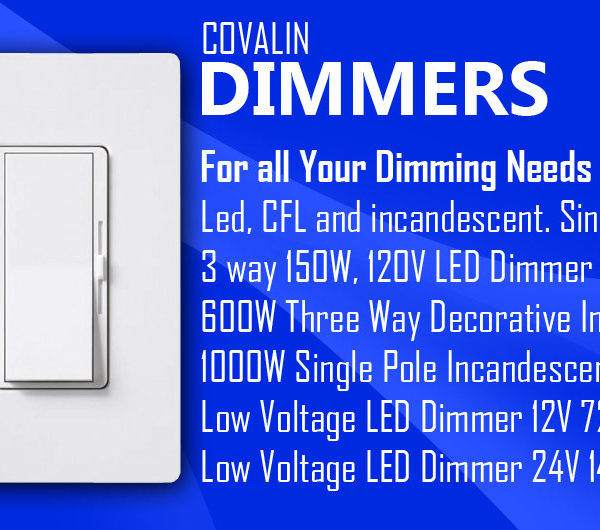 COVALIN
DIMMERS
For all Your Dimming Needs
Led, CFL and incandescent. Sin
3 way 150W, 120V LED Dimmer
600W Three Way Decorative In
1000W Single Pole Incandescen
Low Voltage LED Dimmer 12V 72
Low Voltage LED Dimmer 24V 14